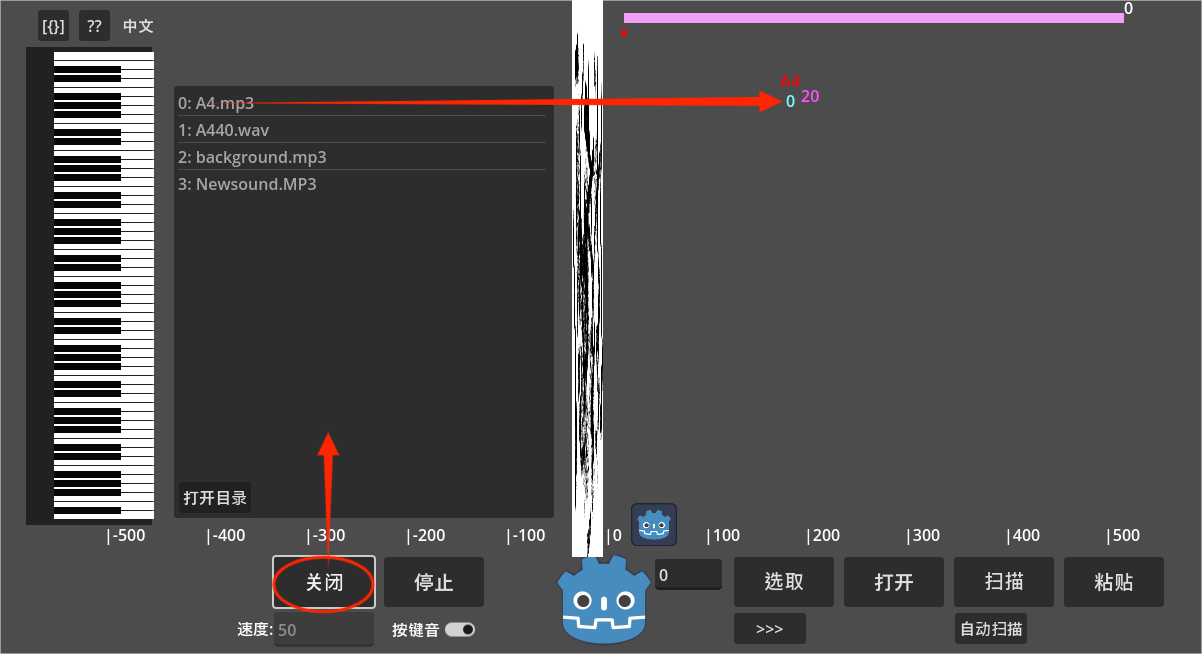 [{}] ?? 中文
0
A4
0 20
0: A4.mp3
1: A440.wav
2: background.mp3
3: Newsound.MP3
打开目录
|-500 |-400 |-300 |-200 |-100 |0 |100 |200 |300 |400 |500
关闭 停止 0 选取 打开 扫描 粘贴
速度: 50 按键音 >>> 自动扫描